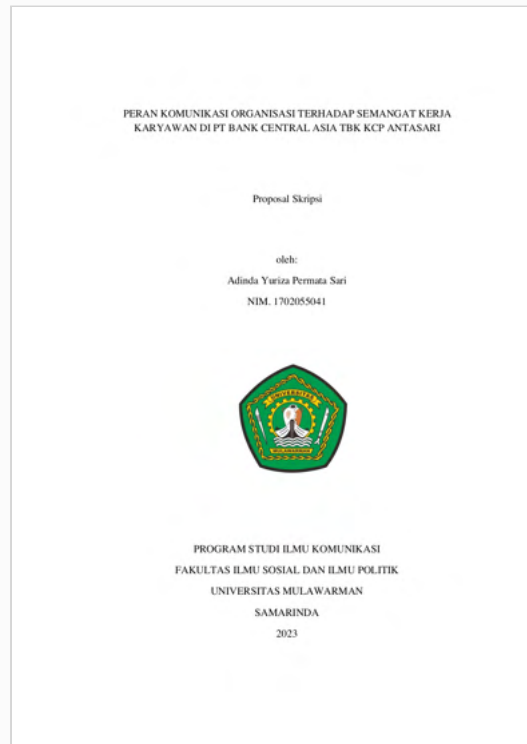 PERAN KOMUNIKASI ORGANISASI TERHADAP SEMANGAT KERJA
KARYAWAN DI PT BANK CENTRAL ASIA TBK KCP ANTASARI
Proposal Skripsi
oleh:
Adinda Yuriza Permata Sari
NIM. 1702055041
UNIVERSITAS
MULAWARMAN
PROGRAM STUDI ILMU KOMUNIKASI
FAKULTAS ILMU SOSIAL DAN ILMU POLITIK
UNIVERSITAS MULAWARMAN
SAMARINDA
2023